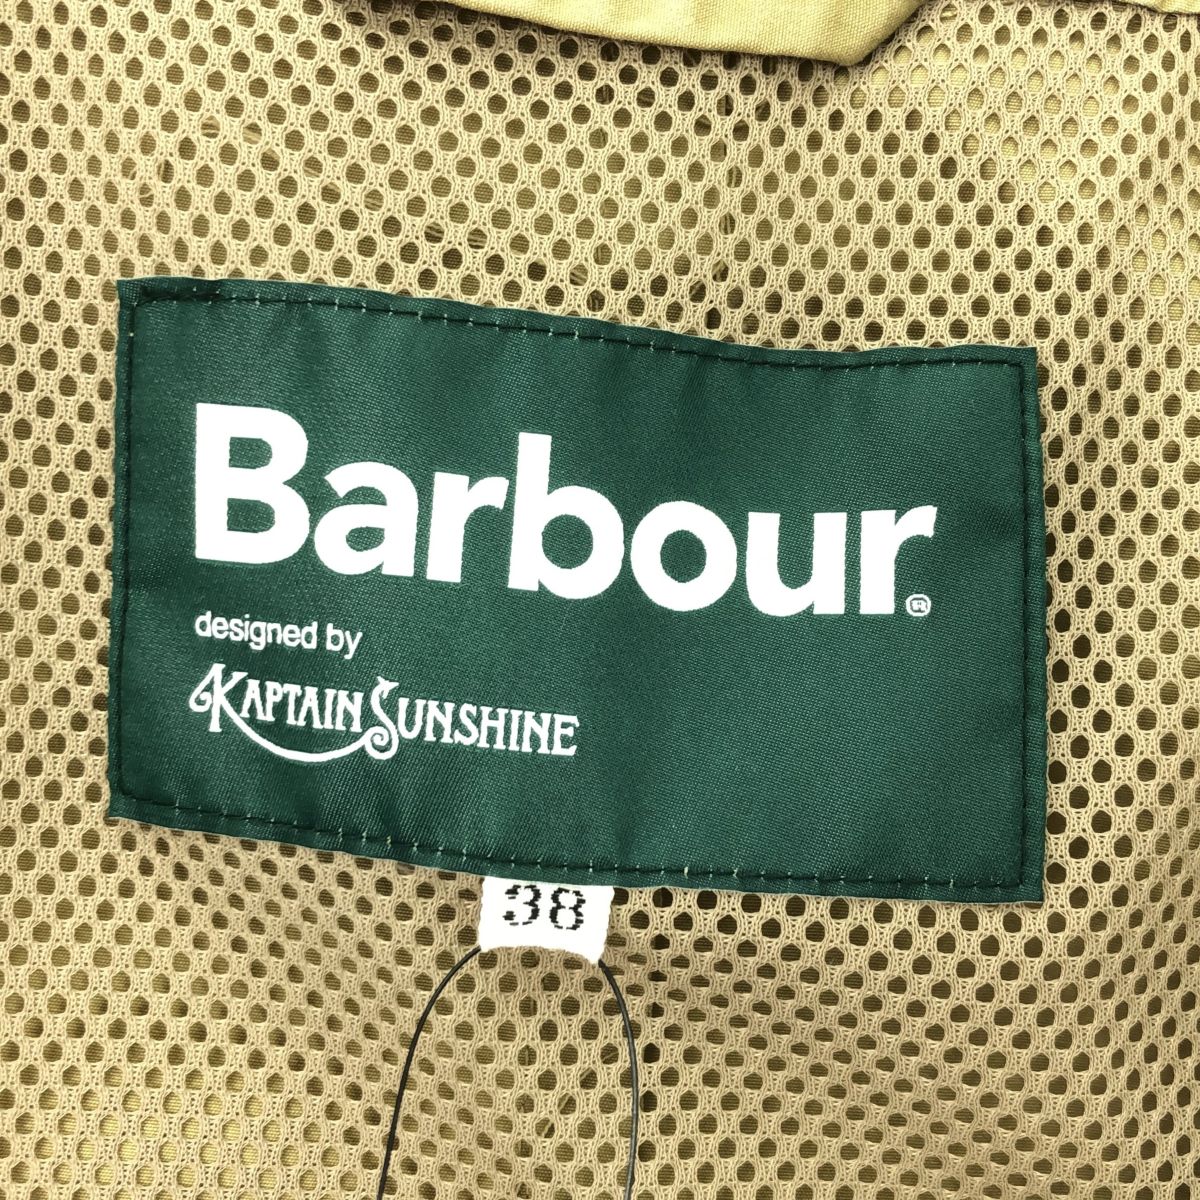 Barbour®
designed by
KAPTAIN SUNSHINE
38